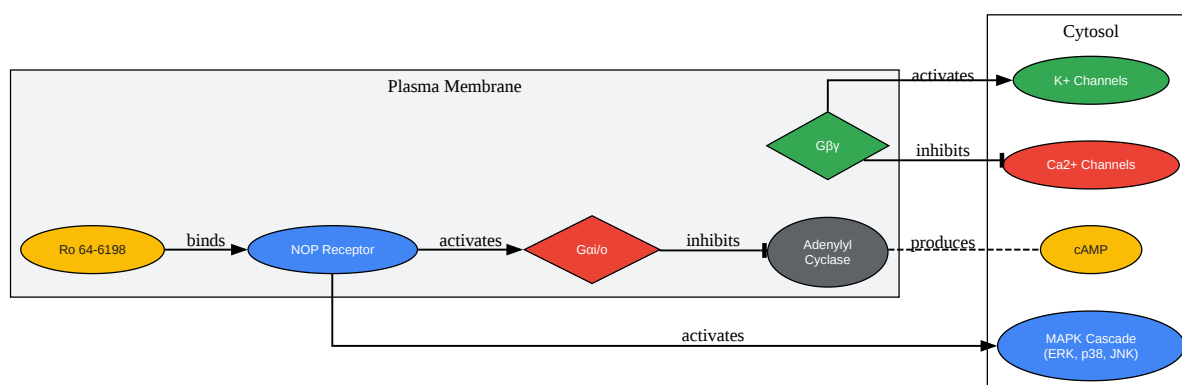 Cytosol
Plasma Membrane
activates
K+ Channels
Gβγ
inhibits
Ca2+ Channels
Ro 64-6198
binds
NOP Receptor
activates
Gαi/o
inhibits
Adenylyl
Cyclase
produces
cAMP
activates
MAPK Cascade
(ERK, p38, JNK)